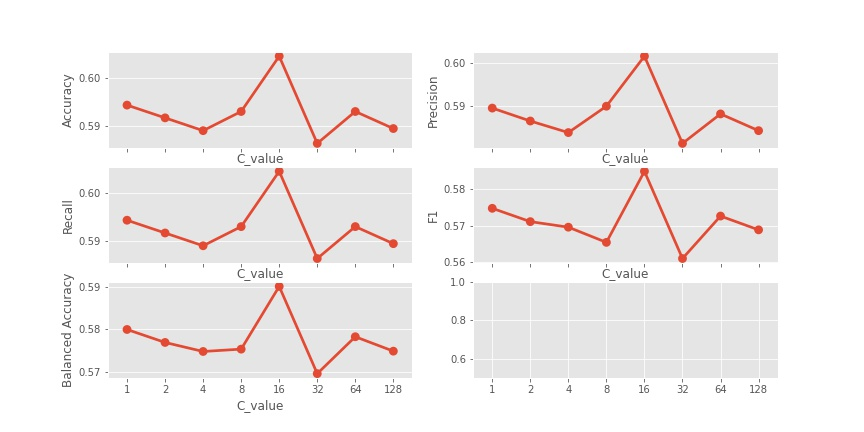 Accuracy
0.60
0.59
C_value
Precision
0.60
0.59
C_value
Recall
0.60
0.59
C_value
F1
0.58
0.57
0.56
C_value
Balanced Accuracy
0.59
0.58
0.57
1 2 4 8 16 32 64 128
C_value
1.0
0.8
0.6
1 2 4 8 16 32 64 128